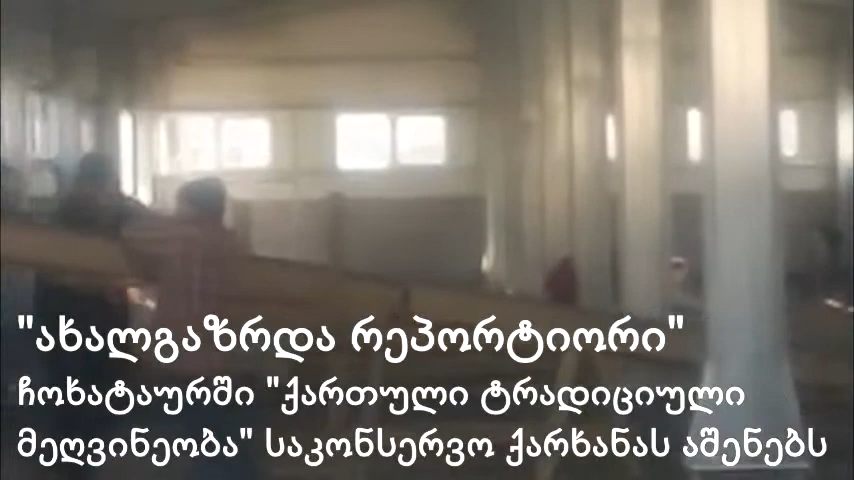 "ახალგაზრდა რეპორტიორი"
ჩოხატაურში "ქართული ტრადიციული
მეღვინეობა" საკონსერვო ქარხანას აშენებს